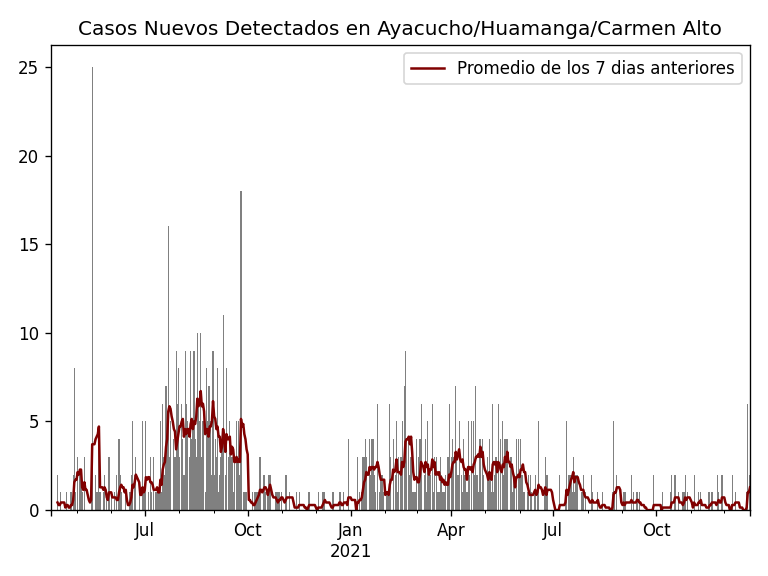 Casos Nuevos Detectados en Ayacucho/Huamanga/Carmen Alto
Promedio de los 7 dias anteriores
25
20
15
10
5
0
Jul Oct Jan Apr Jul Oct
2021